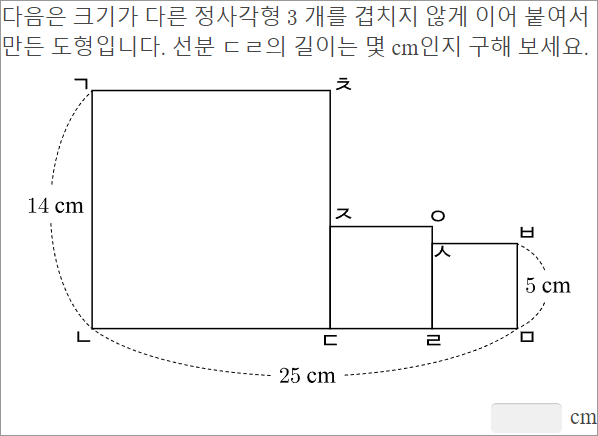 다음은 크기가 다른 정사각형 3 개를 겹치지 않게 이어 붙여서
만든 도형입니다. 선분 ㄷㄹ의 길이는 몇 cm인지 구해 보세요.
ㄱ
ㅊ
14 cm
ㅈ
ㅇ
ㅂ
ㅅ
5 cm
ㄴ
ㄷ
ㄹ
ㅁ
25 cm
cm